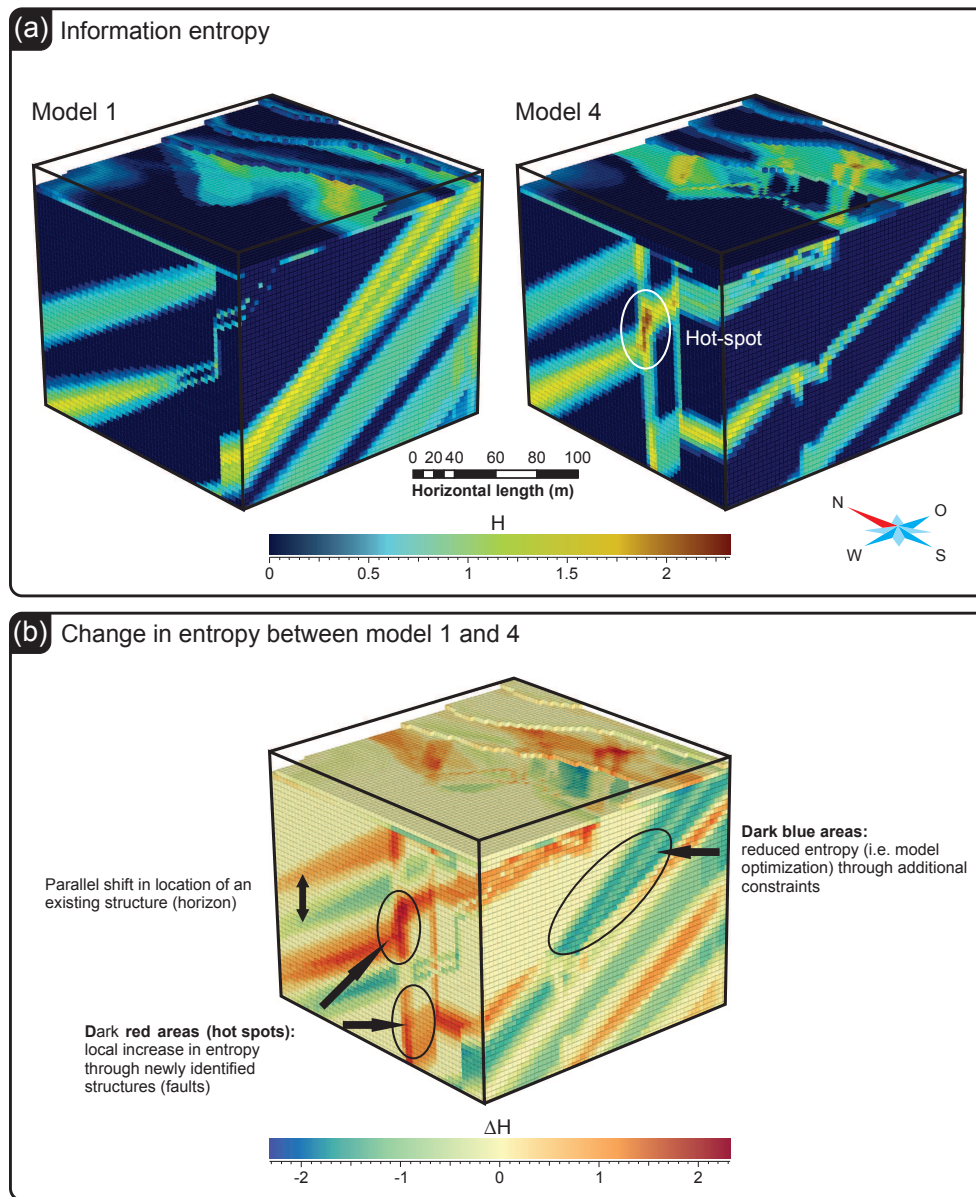 (a) Information entropy
Model 1
Model 4
Hot-spot
0 20 40 60 80 100
Horizontal length (m)
H
0 0.5 1 1.5 2
N
O
W
S
(b) Change in entropy between model 1 and 4
Parallel shift in location of an
existing structure (horizon)
Dark blue areas:
reduced entropy (i.e. model
optimization) through additional
constraints
Dark red areas (hot spots):
local increase in entropy
through newly identified
structures (faults)
ΔH
-2 -1 0 1 2